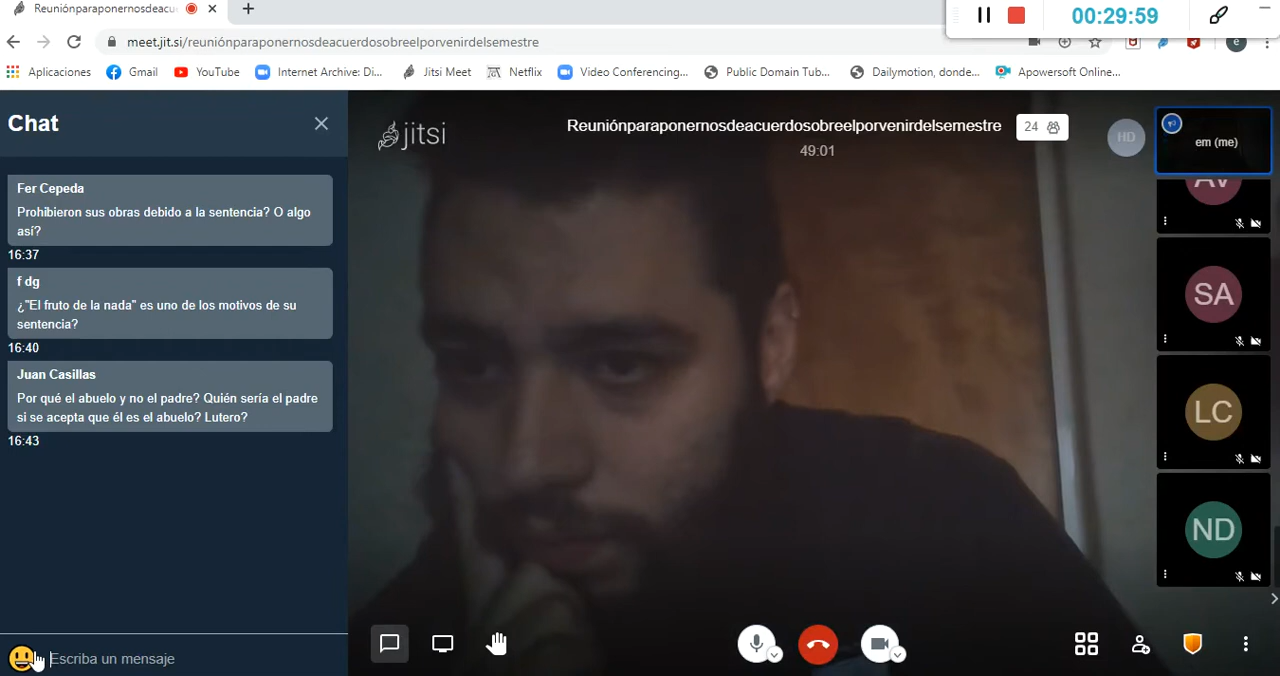 Reuniónparaponernosdeacue
00:29:59
meet.jit.si/reuniónparaponernosdeacuerdosobreelporvenirdelsemestre
e
Aplicaciones
Gmail
YouTube
Internet Archive: Di...
Jitsi Meet
Netflix
Video Conferencing...
Public Domain Tub...
Dailymotion, donde...
Apowersoft Online...
Chat
Fer Cepeda
Prohibieron sus obras debido a la sentencia? O algo
así?
16:37
f dg
¿"El fruto de la nada" es uno de los motivos de su
sentencia?
16:40
Juan Casillas
Por qué el abuelo y no el padre? Quién sería el padre
si se acepta que él es el abuelo? Lutero?
16:43
Escriba un mensaje
jitsi
Reuniónparaponernosdeacuerdosobreelporvenirdelsemestre
24
49:01
HD
em (me)
AV
SA
LC
ND